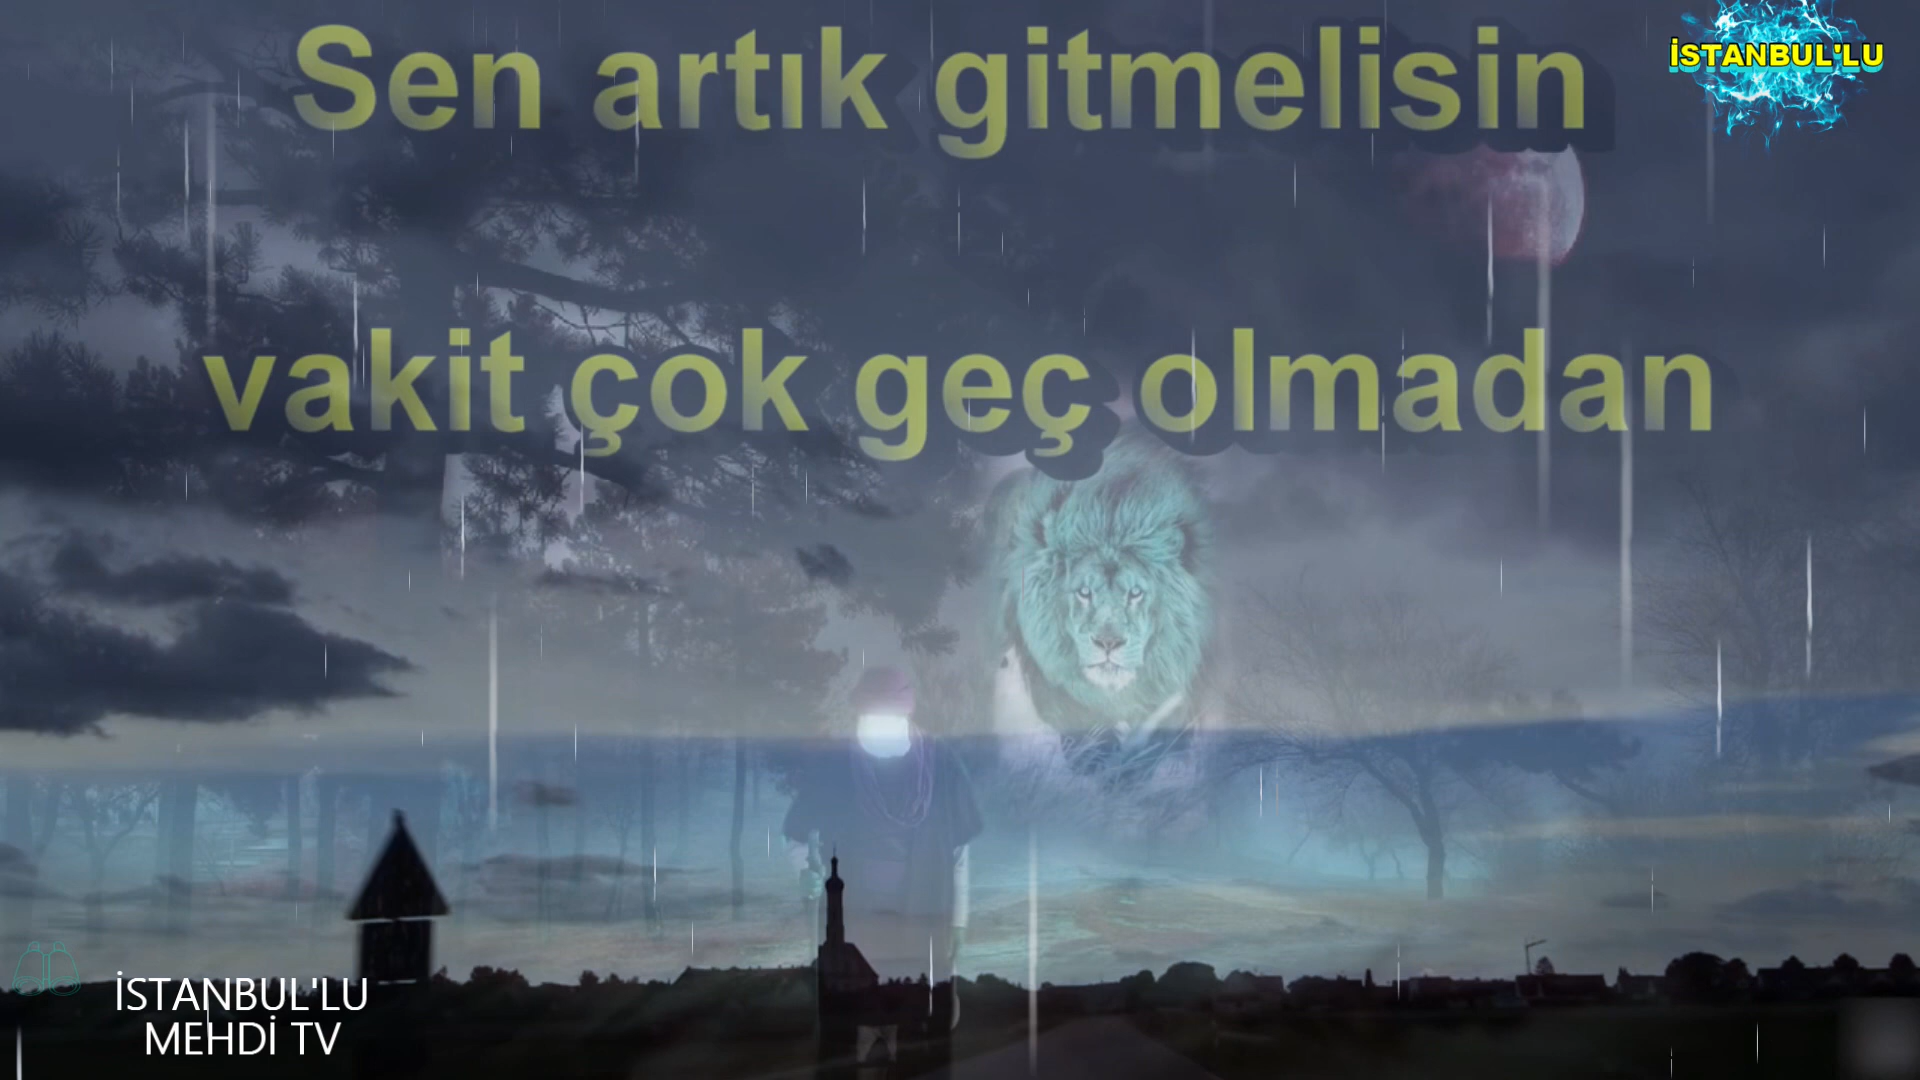 Sen artık gitmelisin
İSTANBUL'LU
vakit çok geç olmadan
İSTANBUL'LU
MEHDİ TV